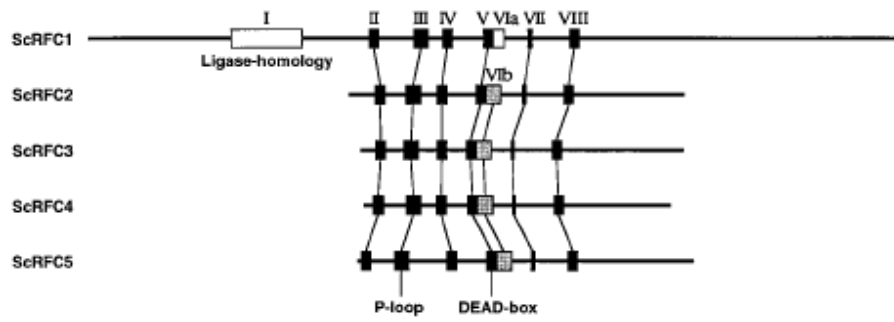 I II III IV V VIa VII VIII
ScRFC1
Ligase-homology
VIb
ScRFC2
ScRFC3
ScRFC4
ScRFC5
P-loop DEAD-box